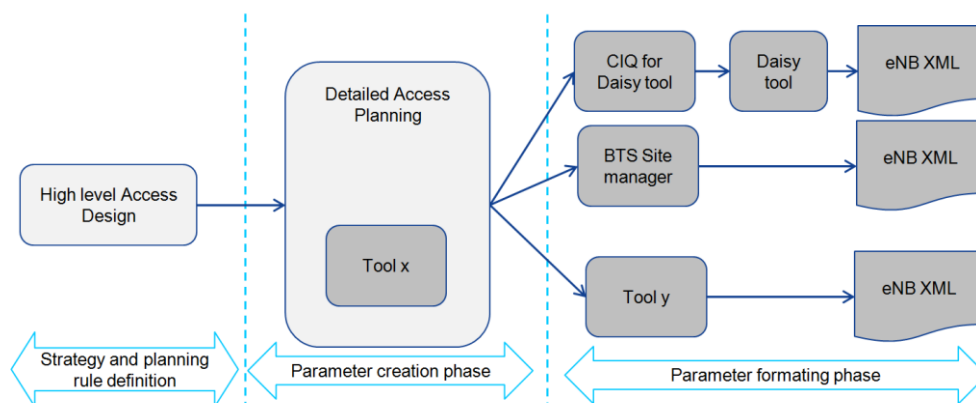 CIQ for
Daisy tool
Daisy
tool
eNB XML
Detailed Access
Planning
BTS Site
manager
eNB XML
High level Access
Design
Tool x
Tool y
eNB XML
Strategy and planning
rule definition
Parameter creation phase
Parameter formating phase